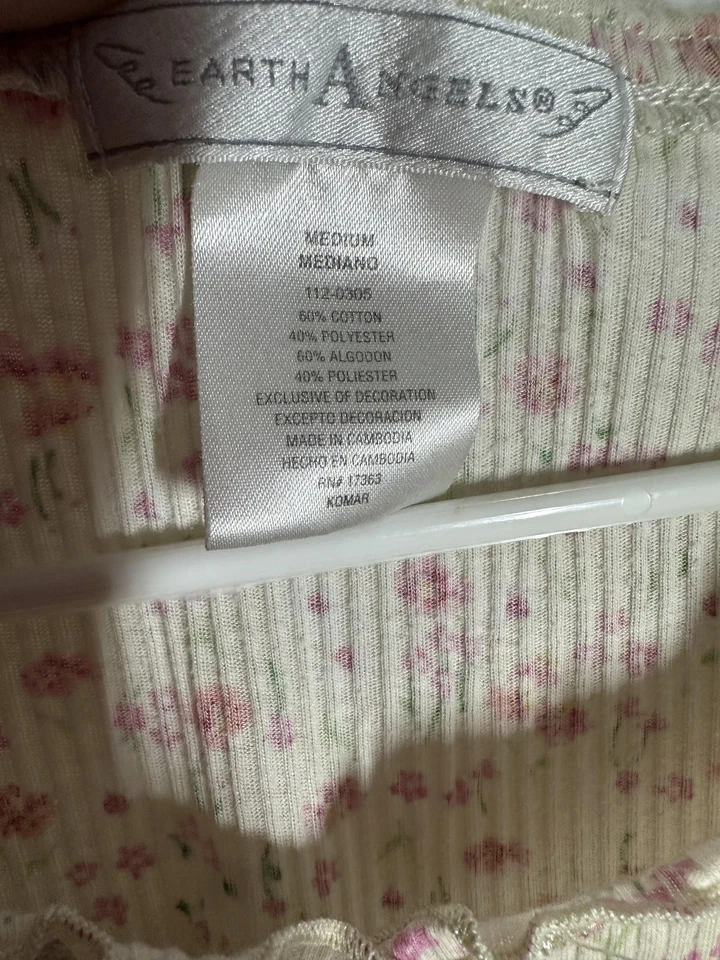 EARTH ANGELS®
MEDIUM
MEDIANO
112-0305
60% COTTON
40% POLYESTER
60% ALGODON
40% POLIESTER
EXCLUSIVE OF DECORATION
EXCEPTO DECORACION
MADE IN CAMBODIA
HECHO EN CAMBODIA
RN# 17363
KOMAR